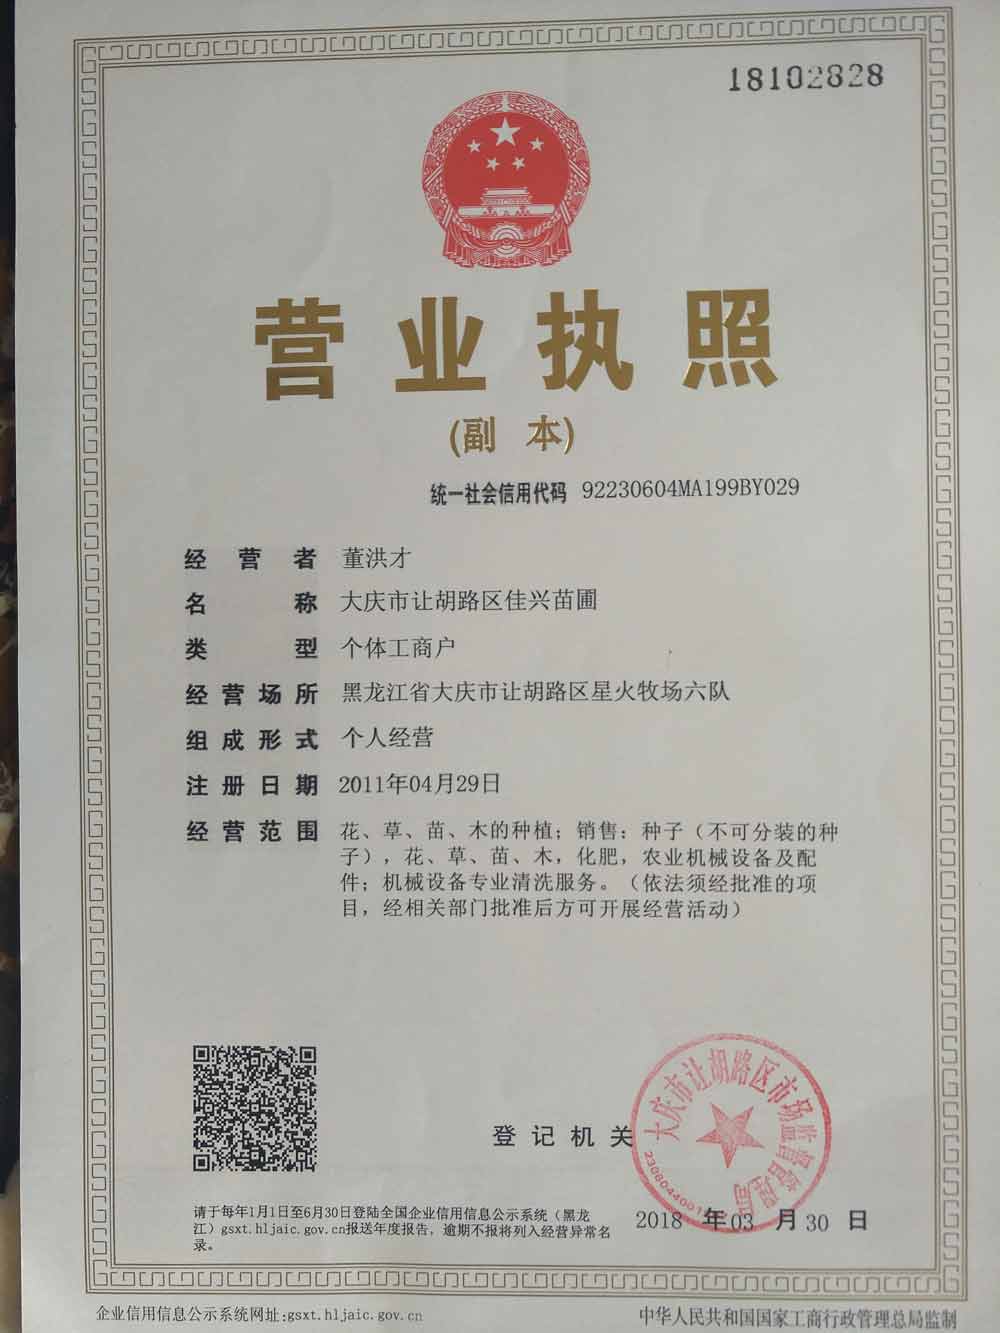 18102828
营业执照
(副 本)
统一社会信用代码 92230604MA199BY029
经营者 董洪才
名称 大庆市让胡路区佳兴苗圃
类型 个体工商户
经营场所 黑龙江省大庆市让胡路区星火牧场六队
组成形式 个人经营
注册日期 2011年04月29日
经营范围 花、草、苗、木的种植；销售：种子（不可分装的种
子），花、草、苗、木，化肥，农业机械设备及配
件；机械设备专业清洗服务。（依法须经批准的项
目，经相关部门批准后方可开展经营活动）
大庆市让胡路区市场监督管理局
登记机关
2018 年 03 月 30 日
请于每年1月1日至6月30日登陆全国企业信用信息公示系统（黑龙
江）gsxt.hljaic.gov.cn报送年度报告，逾期不报将列入经营异常名
录。
企业信用信息公示系统网址:gsxt.hljaic.gov.cn
中华人民共和国国家工商行政管理总局监制